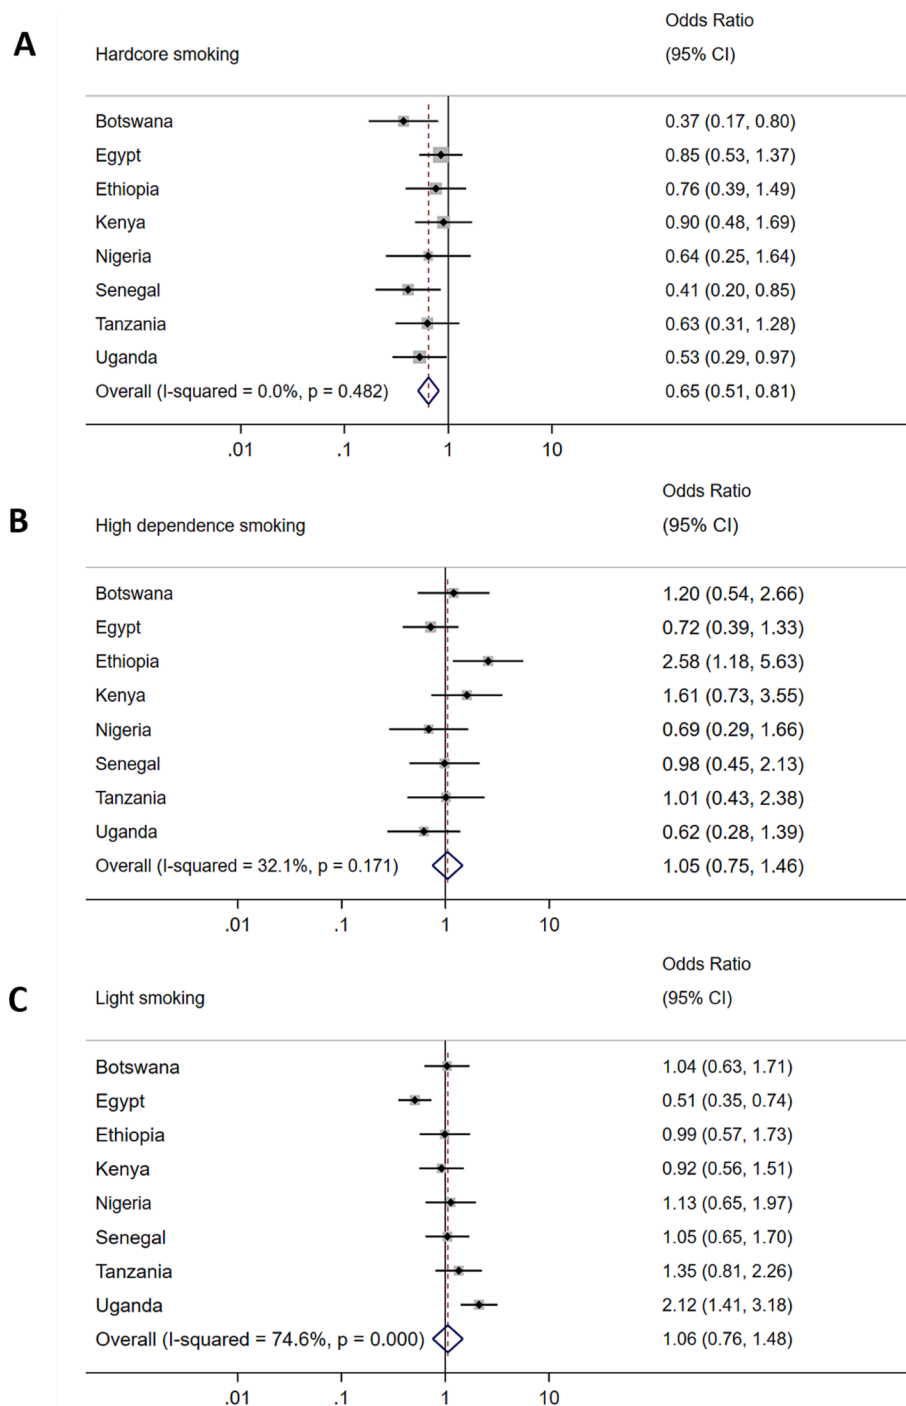 A
Hardcore smoking
Odds Ratio
(95% CI)
Botswana 0.37 (0.17, 0.80)
Egypt 0.85 (0.53, 1.37)
Ethiopia 0.76 (0.39, 1.49)
Kenya 0.90 (0.48, 1.69)
Nigeria 0.64 (0.25, 1.64)
Senegal 0.41 (0.20, 0.85)
Tanzania 0.63 (0.31, 1.28)
Uganda 0.53 (0.29, 0.97)
Overall (I-squared = 0.0%, p = 0.482) 0.65 (0.51, 0.81)
.01 .1 1 10
B
High dependence smoking
Odds Ratio
(95% CI)
Botswana 1.20 (0.54, 2.66)
Egypt 0.72 (0.39, 1.33)
Ethiopia 2.58 (1.18, 5.63)
Kenya 1.61 (0.73, 3.55)
Nigeria 0.69 (0.29, 1.66)
Senegal 0.98 (0.45, 2.13)
Tanzania 1.01 (0.43, 2.38)
Uganda 0.62 (0.28, 1.39)
Overall (I-squared = 32.1%, p = 0.171) 1.05 (0.75, 1.46)
.01 .1 1 10
C
Light smoking
Odds Ratio
(95% CI)
Botswana 1.04 (0.63, 1.71)
Egypt 0.51 (0.35, 0.74)
Ethiopia 0.99 (0.57, 1.73)
Kenya 0.92 (0.56, 1.51)
Nigeria 1.13 (0.65, 1.97)
Senegal 1.05 (0.65, 1.70)
Tanzania 1.35 (0.81, 2.26)
Uganda 2.12 (1.41, 3.18)
Overall (I-squared = 74.6%, p = 0.000) 1.06 (0.76, 1.48)
.01 .1 1 10